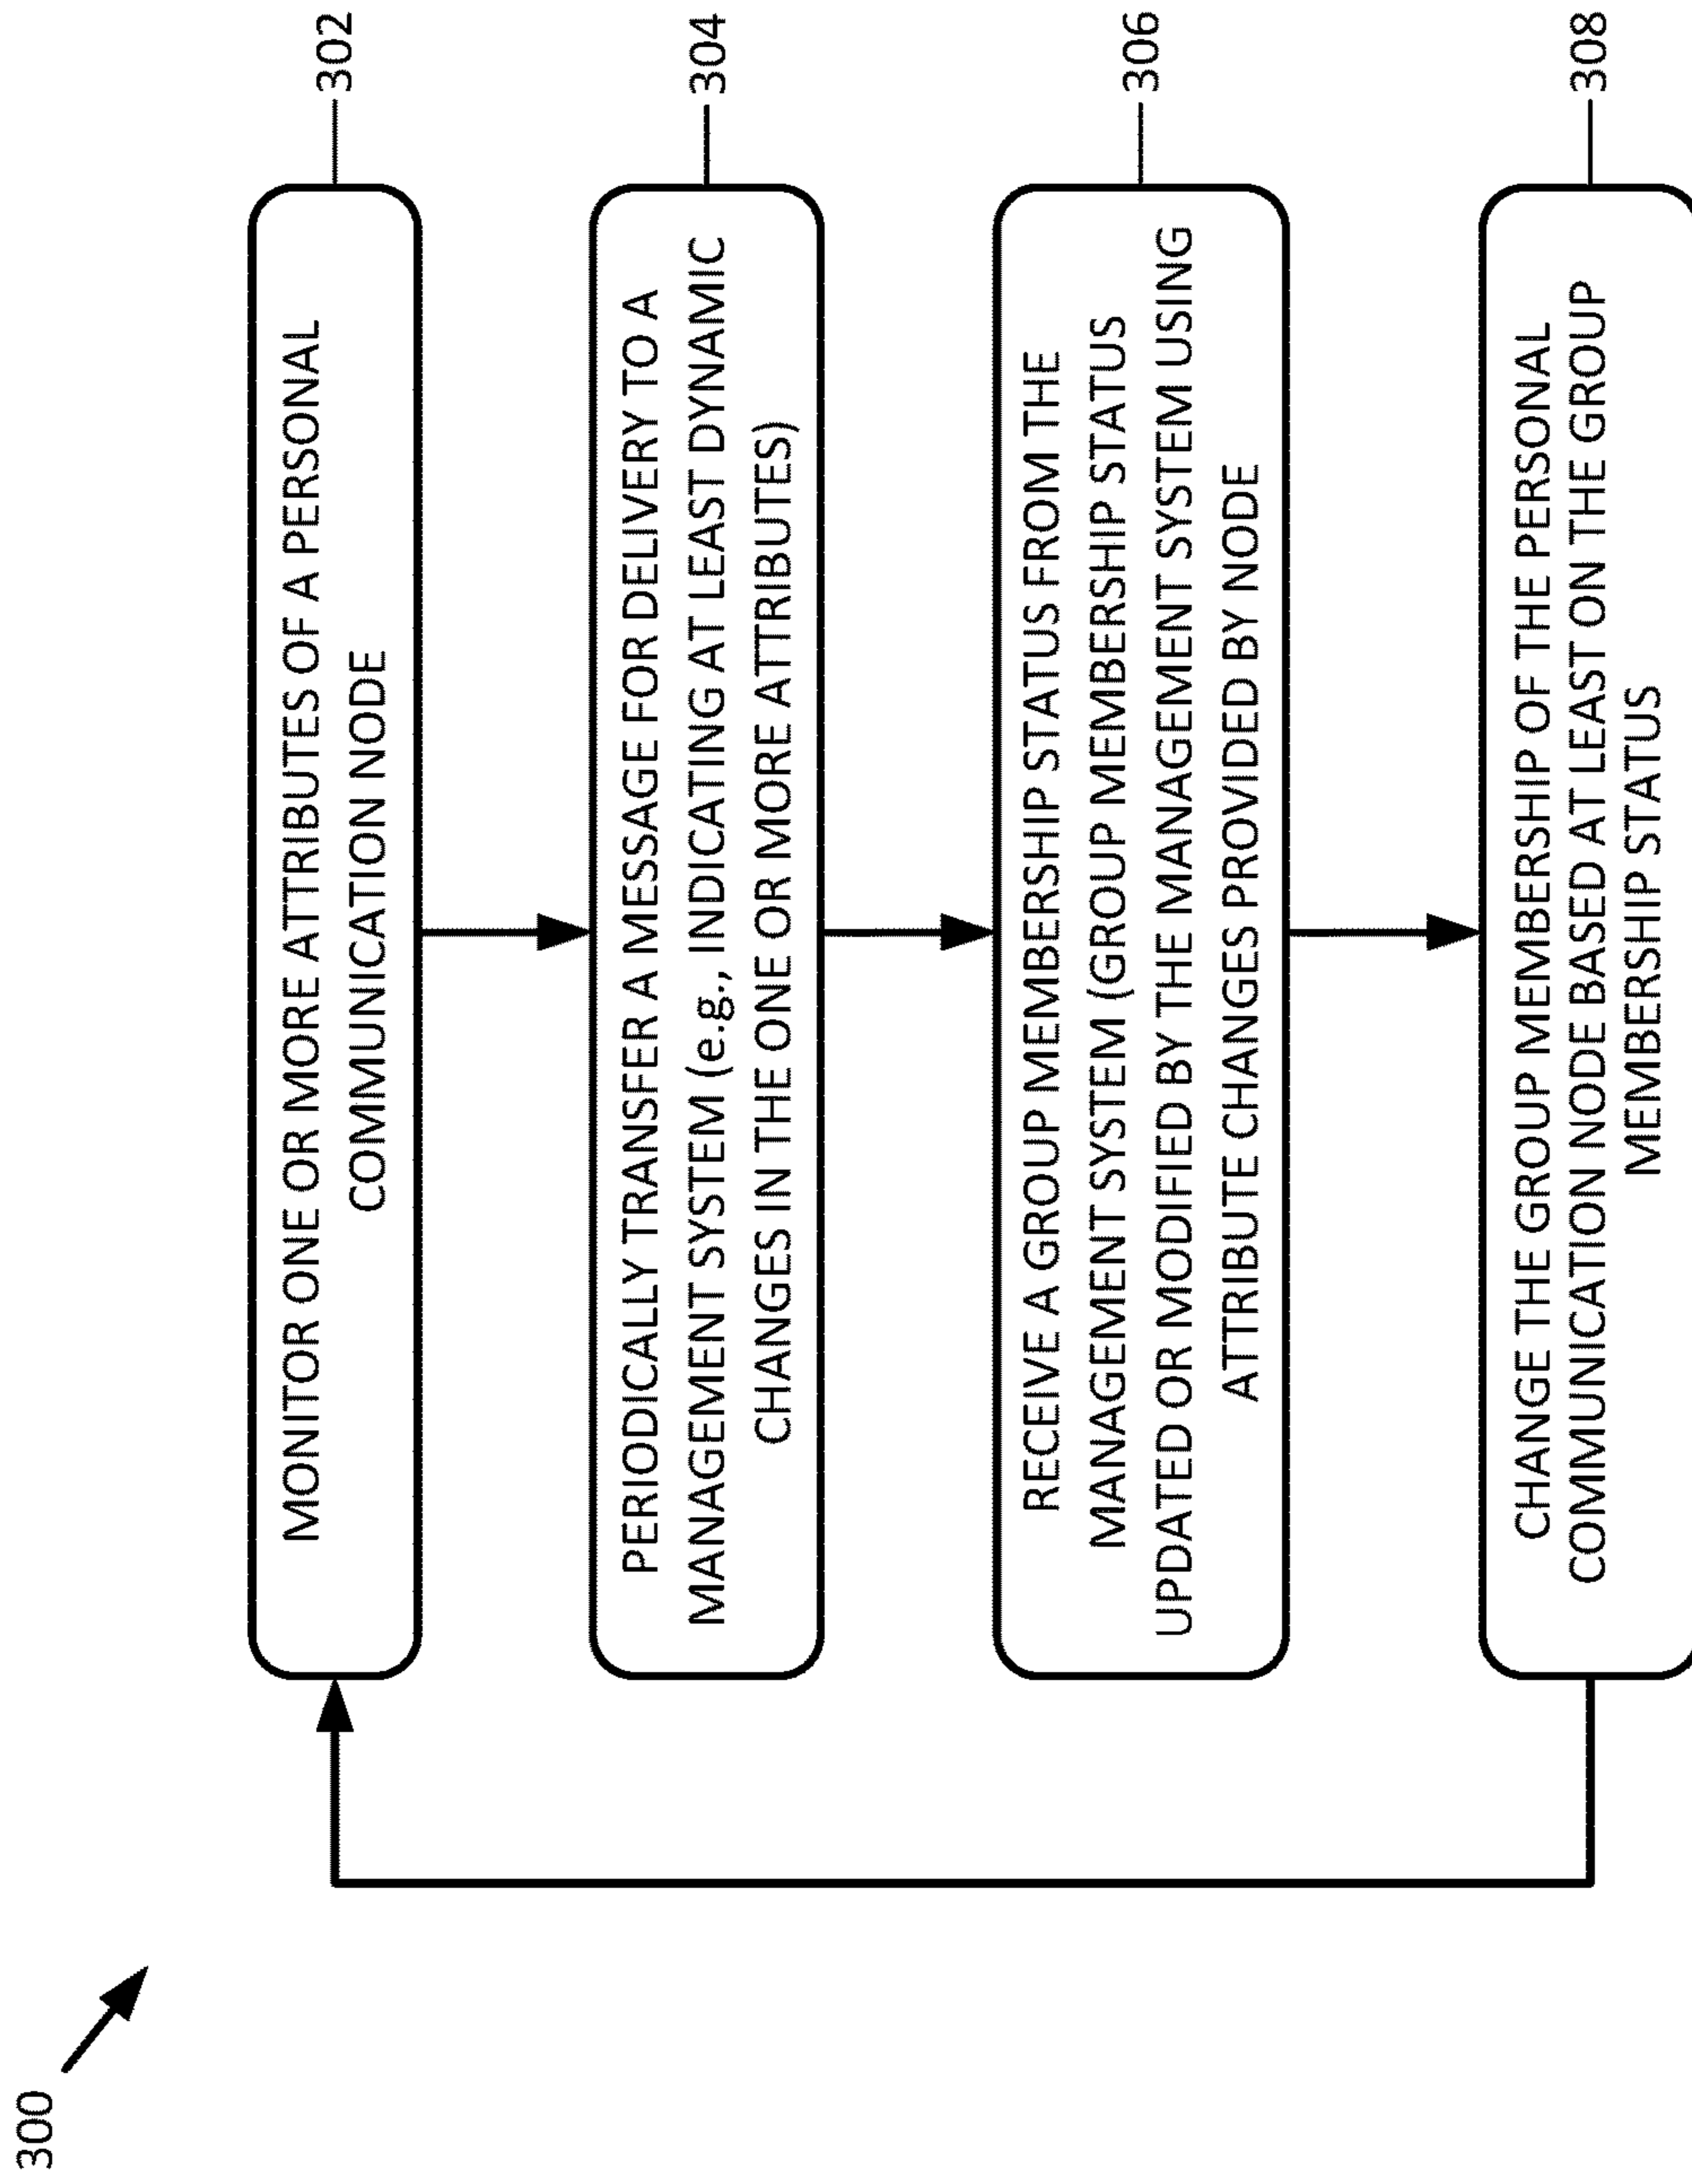 300
MONITOR ONE OR MORE ATTRIBUTES OF A PERSONAL
COMMUNICATION NODE
302
PERIODICALLY TRANSFER A MESSAGE FOR DELIVERY TO A
MANAGEMENT SYSTEM (e.g., INDICATING AT LEAST DYNAMIC
CHANGES IN THE ONE OR MORE ATTRIBUTES)
304
RECEIVE A GROUP MEMBERSHIP STATUS FROM THE
MANAGEMENT SYSTEM (GROUP MEMBERSHIP STATUS
UPDATED OR MODIFIED BY THE MANAGEMENT SYSTEM USING
ATTRIBUTE CHANGES PROVIDED BY NODE
306
CHANGE THE GROUP MEMBERSHIP OF THE PERSONAL
COMMUNICATION NODE BASED AT LEAST ON THE GROUP
MEMBERSHIP STATUS
308